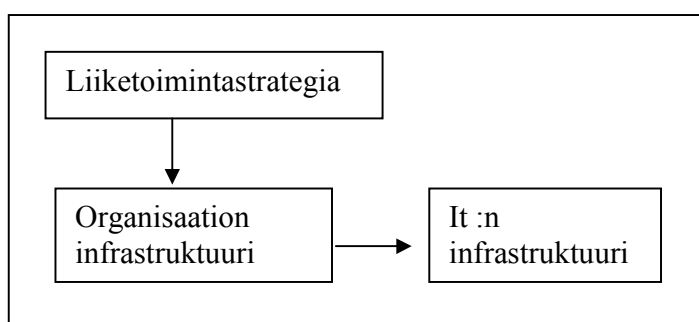 Liiketoimintastrategia
Organisaation
infrastruktuuri
It :n
infrastruktuuri